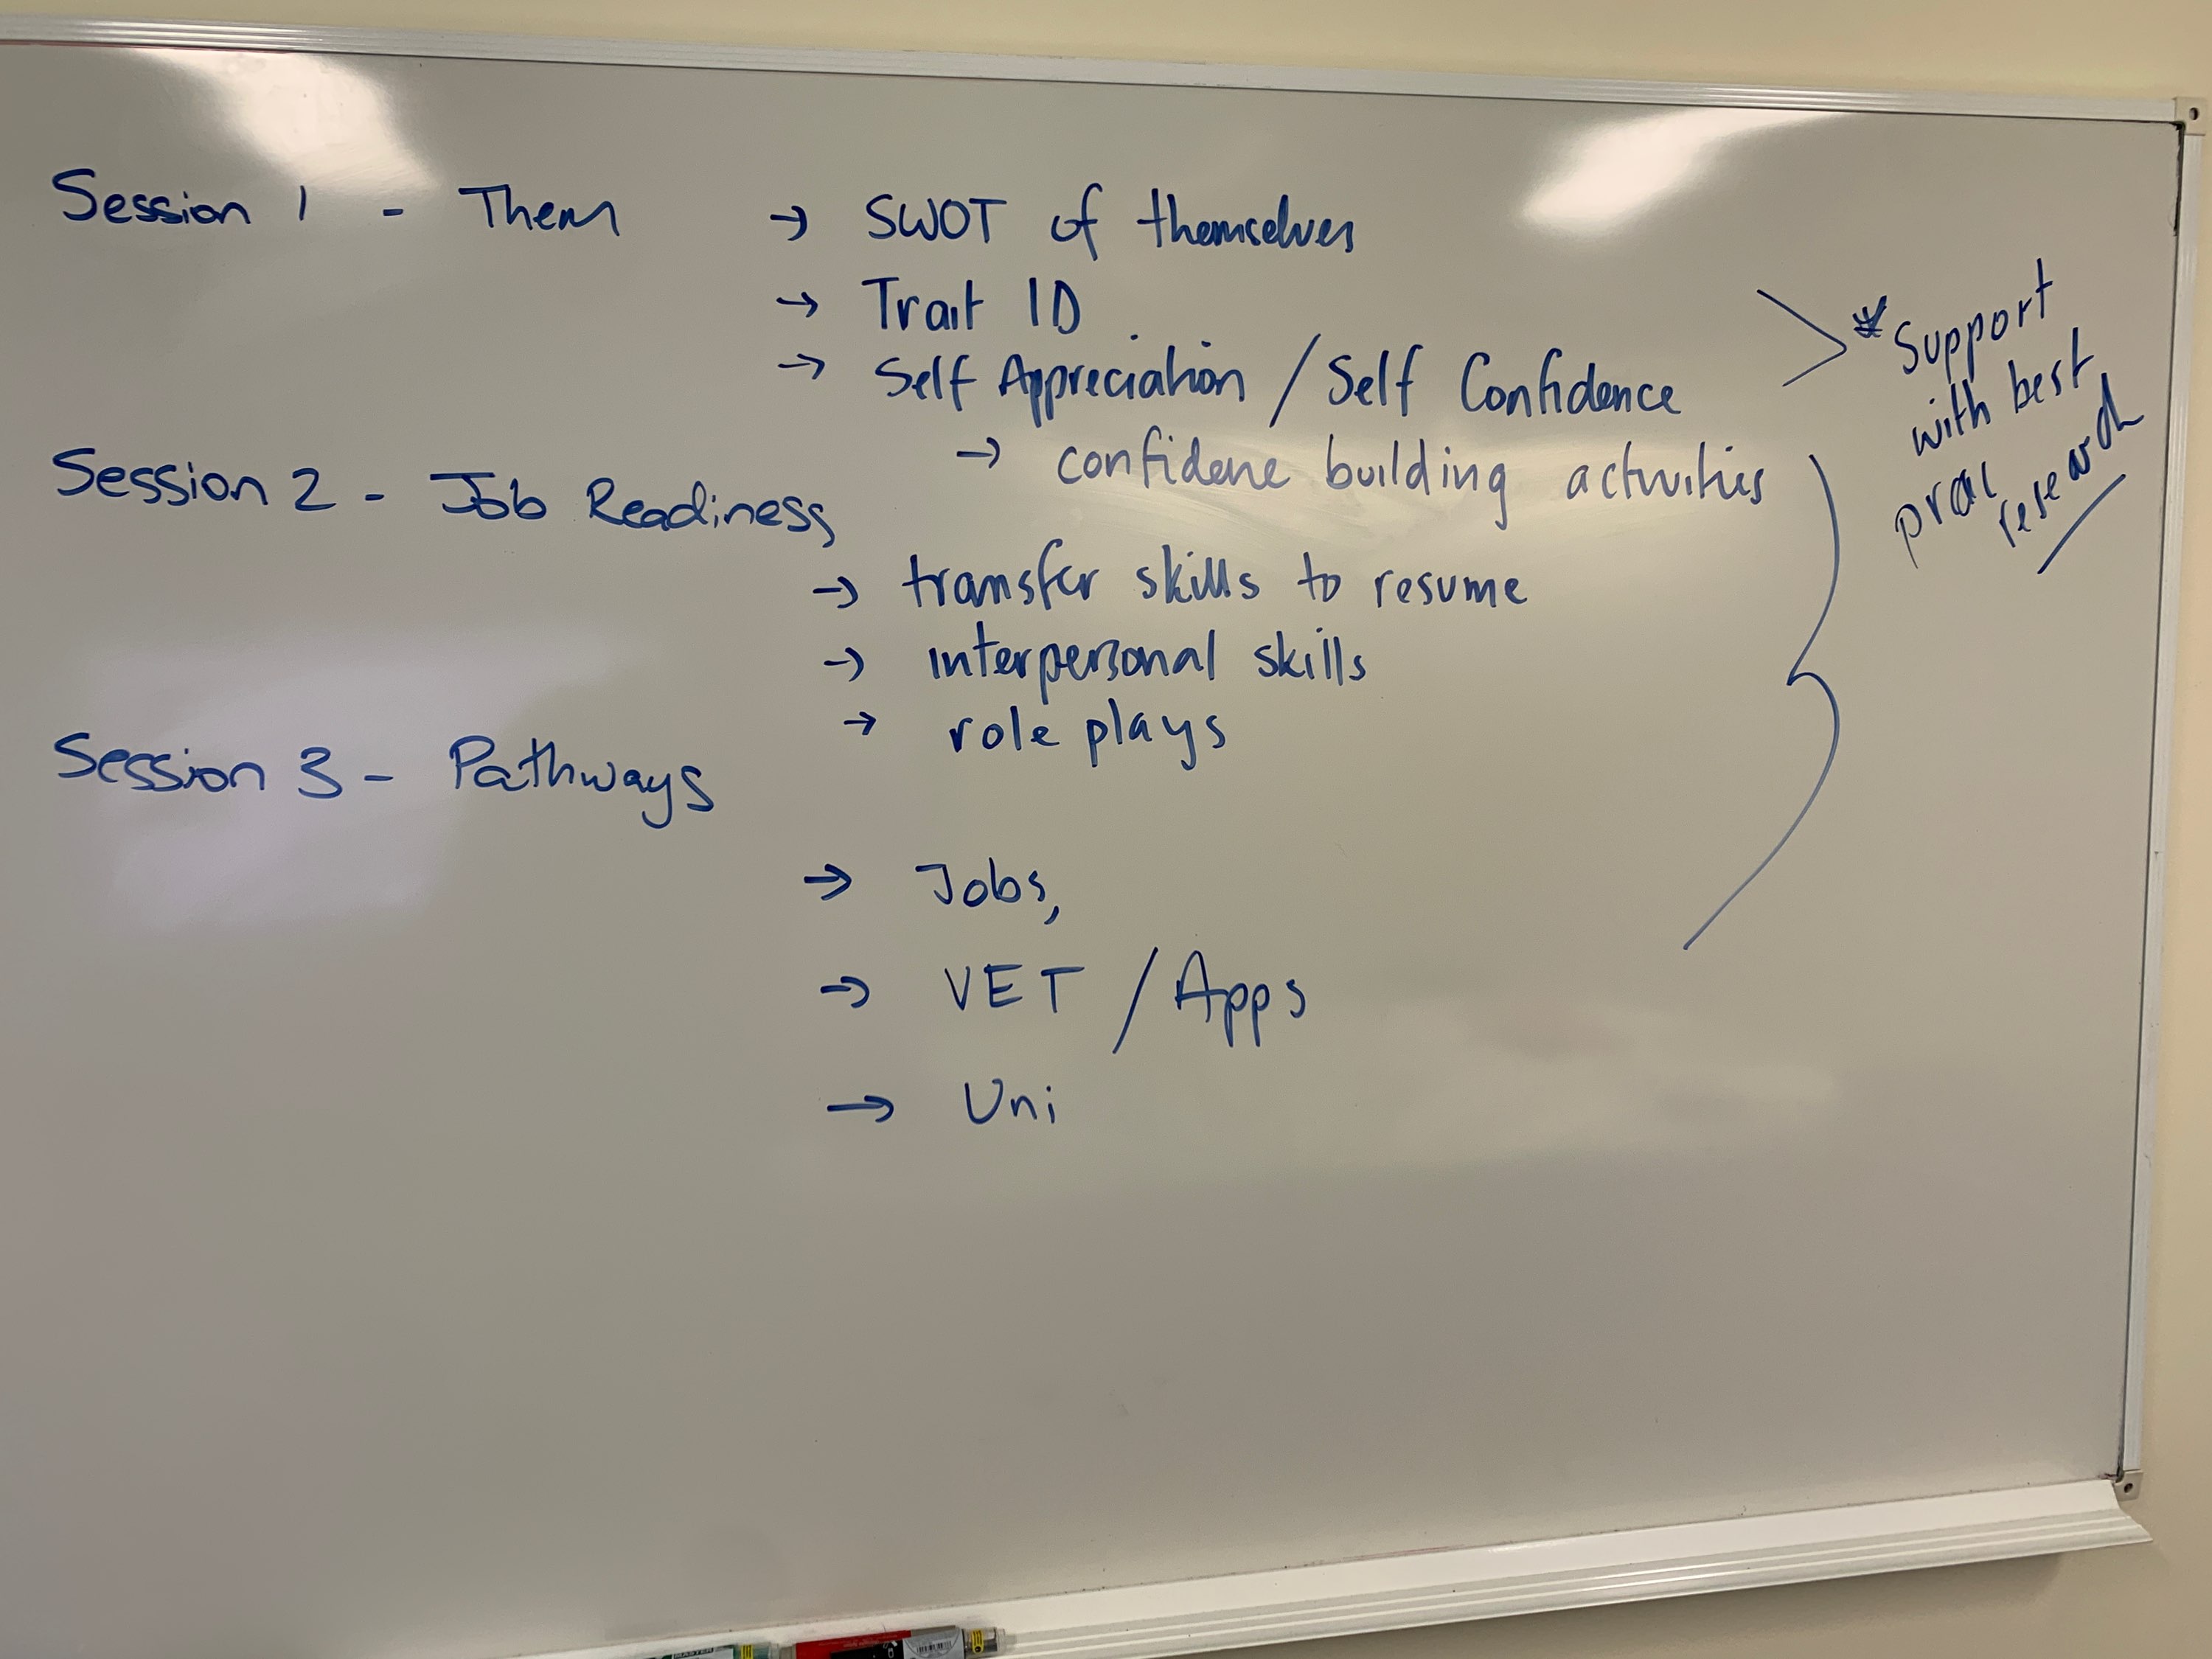 Session 1 - Them → SWOT of themselves
→ Trait ID
→ Self Appreciation / Self Confidence
→ confidene building activities
Session 2 - Job Readiness
→ transfer skills to resume
→ interpersonal skills
→ role plays
Session 3 - Pathways
→ Jobs,
→ VET / Apps
→ Uni
* Support
with best
prac
research